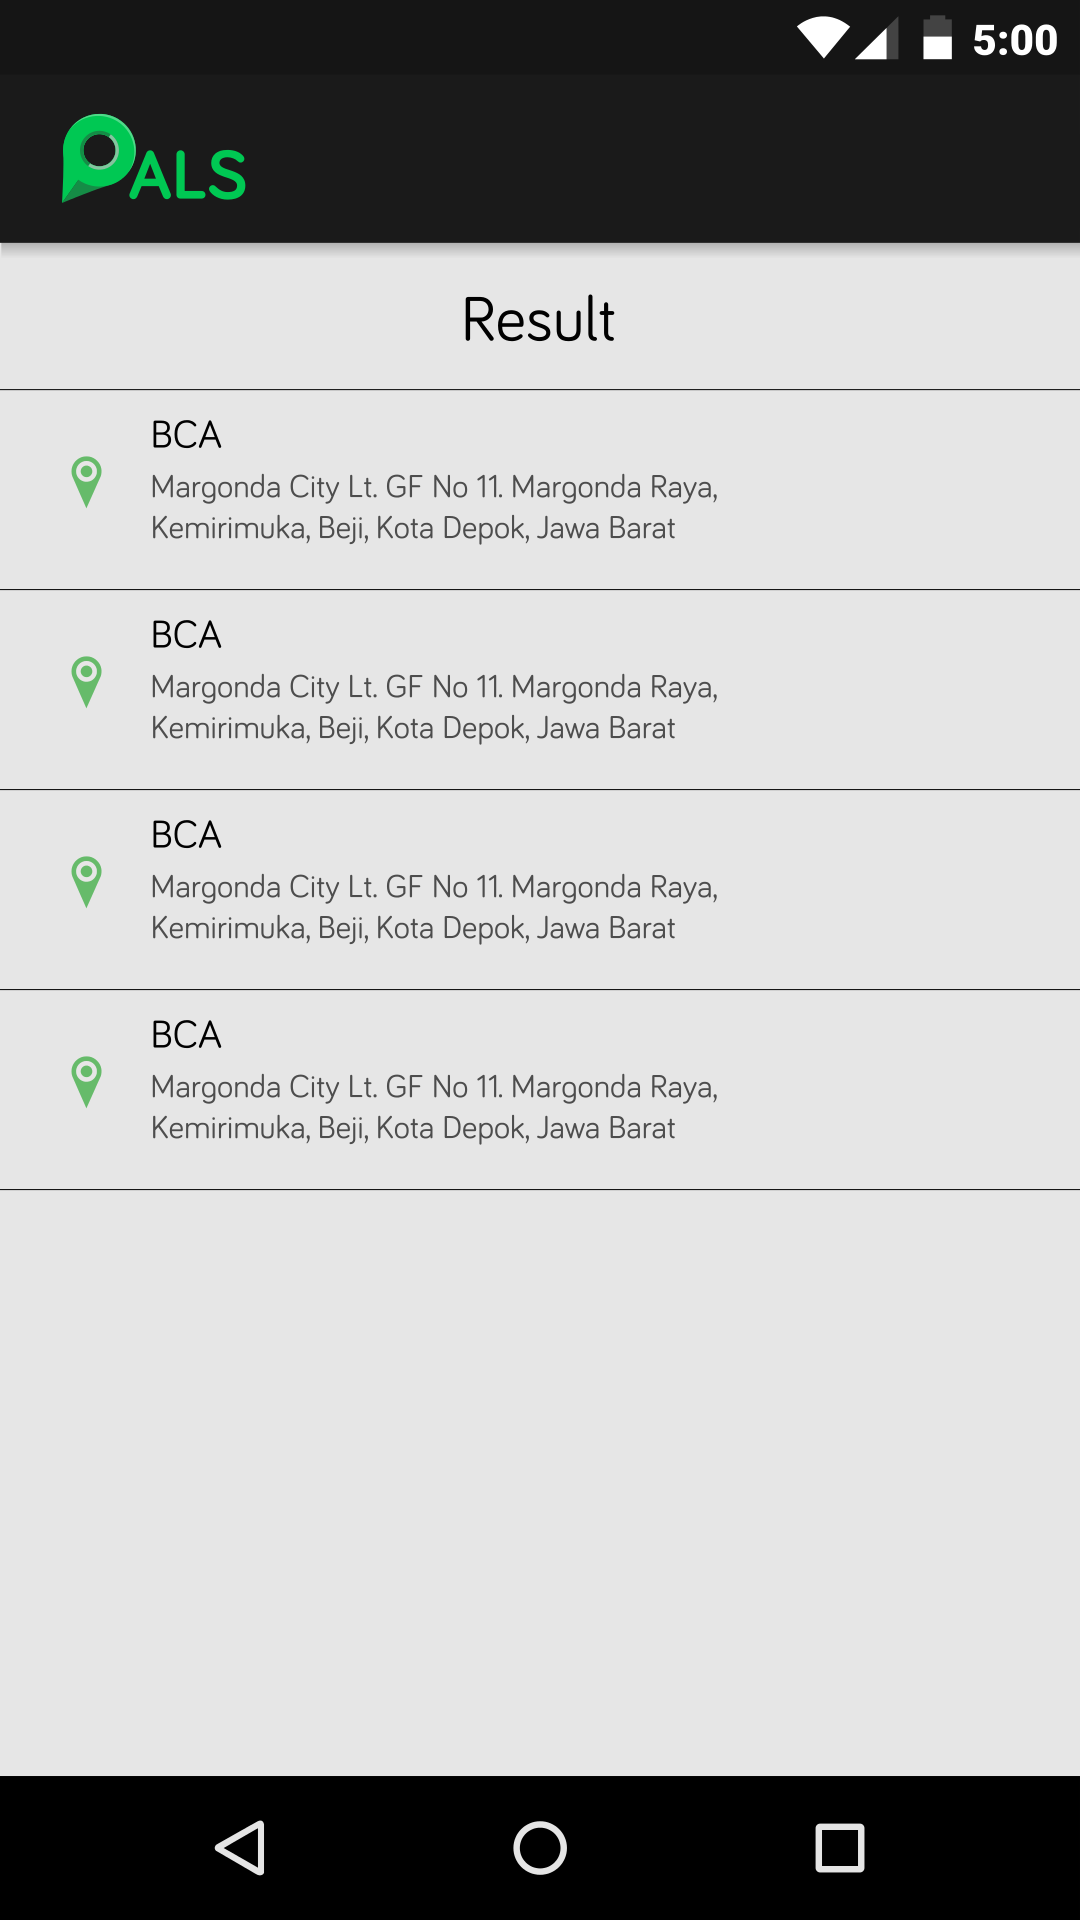 5:00
PALS
Result
BCA
Margonda City Lt. GF No 11. Margonda Raya,
Kemirimuka, Beji, Kota Depok, Jawa Barat
BCA
Margonda City Lt. GF No 11. Margonda Raya,
Kemirimuka, Beji, Kota Depok, Jawa Barat
BCA
Margonda City Lt. GF No 11. Margonda Raya,
Kemirimuka, Beji, Kota Depok, Jawa Barat
BCA
Margonda City Lt. GF No 11. Margonda Raya,
Kemirimuka, Beji, Kota Depok, Jawa Barat